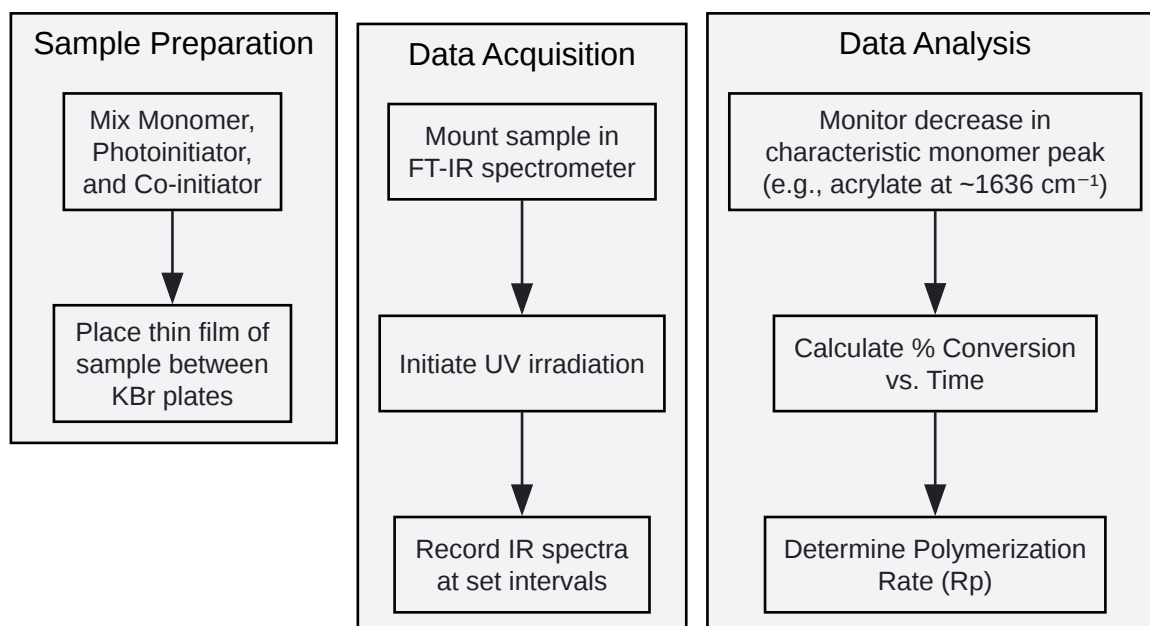 Sample Preparation
Mix Monomer,
Photoinitiator,
and Co-initiator
Place thin film of
sample between
KBr plates
Data Acquisition
Mount sample in
FT-IR spectrometer
Initiate UV irradiation
Record IR spectra
at set intervals
Data Analysis
Monitor decrease in
characteristic monomer peak
(e.g., acrylate at ~1636 cm⁻¹)
Calculate % Conversion
vs. Time
Determine Polymerization
Rate (Rp)